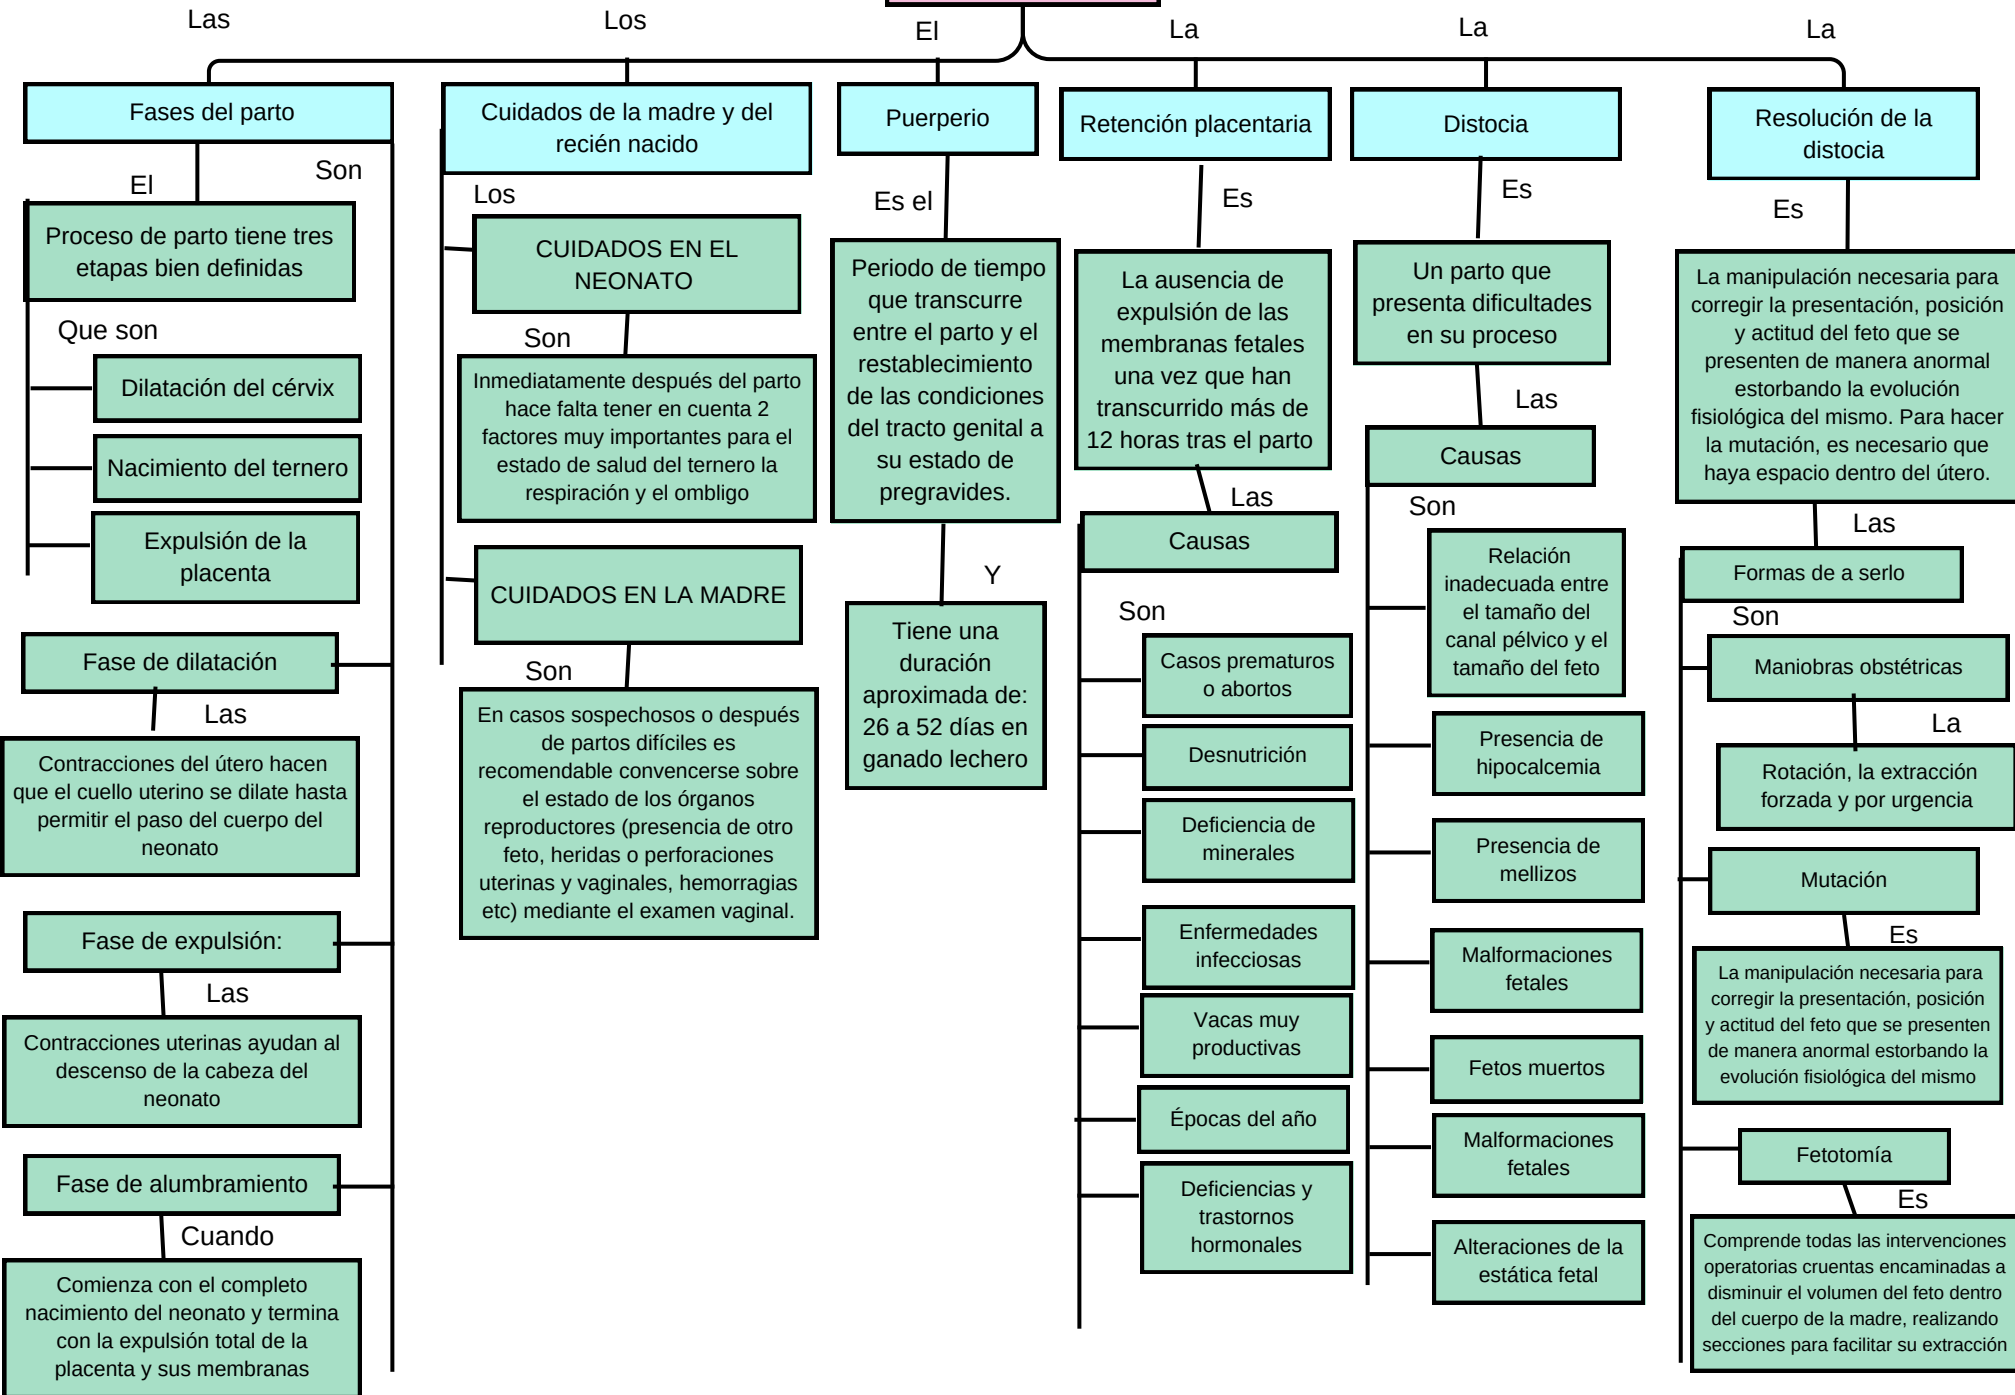 Las
Los
El
La
La
La
Fases del parto
Son
El
Proceso de parto tiene tres
etapas bien definidas
Que son
Dilatación del cérvix
Nacimiento del ternero
Expulsión de la
placenta
Fase de dilatación
Las
Contracciones del útero hacen
que el cuello uterino se dilate hasta
permitir el paso del cuerpo del
neonato
Fase de expulsión:
Las
Contracciones uterinas ayudan al
descenso de la cabeza del
neonato
Fase de alumbramiento
Cuando
Comienza con el completo
nacimiento del neonato y termina
con la expulsión total de la
placenta y sus membranas
Cuidados de la madre y del
recién nacido
Los
CUIDADOS EN EL
NEONATO
Son
Inmediatamente después del parto
hace falta tener en cuenta 2
factores muy importantes para el
estado de salud del ternero la
respiración y el ombligo
CUIDADOS EN LA MADRE
Son
En casos sospechosos o después
de partos difíciles es
recomendable convencerse sobre
el estado de los órganos
reproductores (presencia de otro
feto, heridas o perforaciones
uterinas y vaginales, hemorragias
etc) mediante el examen vaginal.
Puerperio
Es el
Periodo de tiempo
que transcurre
entre el parto y el
restablecimiento
de las condiciones
del tracto genital a
su estado de
pregravides.
Y
Tiene una
duración
aproximada de:
26 a 52 días en
ganado lechero
Retención placentaria
Es
La ausencia de
expulsión de las
membranas fetales
una vez que han
transcurrido más de
12 horas tras el parto
Las
Causas
Son
Casos prematuros
o abortos
Desnutrición
Deficiencia de
minerales
Enfermedades
infecciosas
Vacas muy
productivas
Épocas del año
Deficiencias y
trastornos
hormonales
Distocia
Es
Un parto que
presenta dificultades
en su proceso
Las
Causas
Son
Relación
inadecuada entre
el tamaño del
canal pélvico y el
tamaño del feto
Presencia de
hipocalcemia
Presencia de
mellizos
Malformaciones
fetales
Fetos muertos
Malformaciones
fetales
Alteraciones de la
estática fetal
Resolución de la
distocia
Es
La manipulación necesaria para
corregir la presentación, posición
y actitud del feto que se
presenten de manera anormal
estorbando la evolución
fisiológica del mismo. Para hacer
la mutación, es necesario que
haya espacio dentro del útero.
Las
Formas de a serlo
Son
Maniobras obstétricas
La
Rotación, la extracción
forzada y por urgencia
Mutación
Es
La manipulación necesaria para
corregir la presentación, posición
y actitud del feto que se presenten
de manera anormal estorbando la
evolución fisiológica del mismo
Fetotomía
Es
Comprende todas las intervenciones
operatorias cruentas encaminadas a
disminuir el volumen del feto dentro
del cuerpo de la madre, realizando
secciones para facilitar su extracción